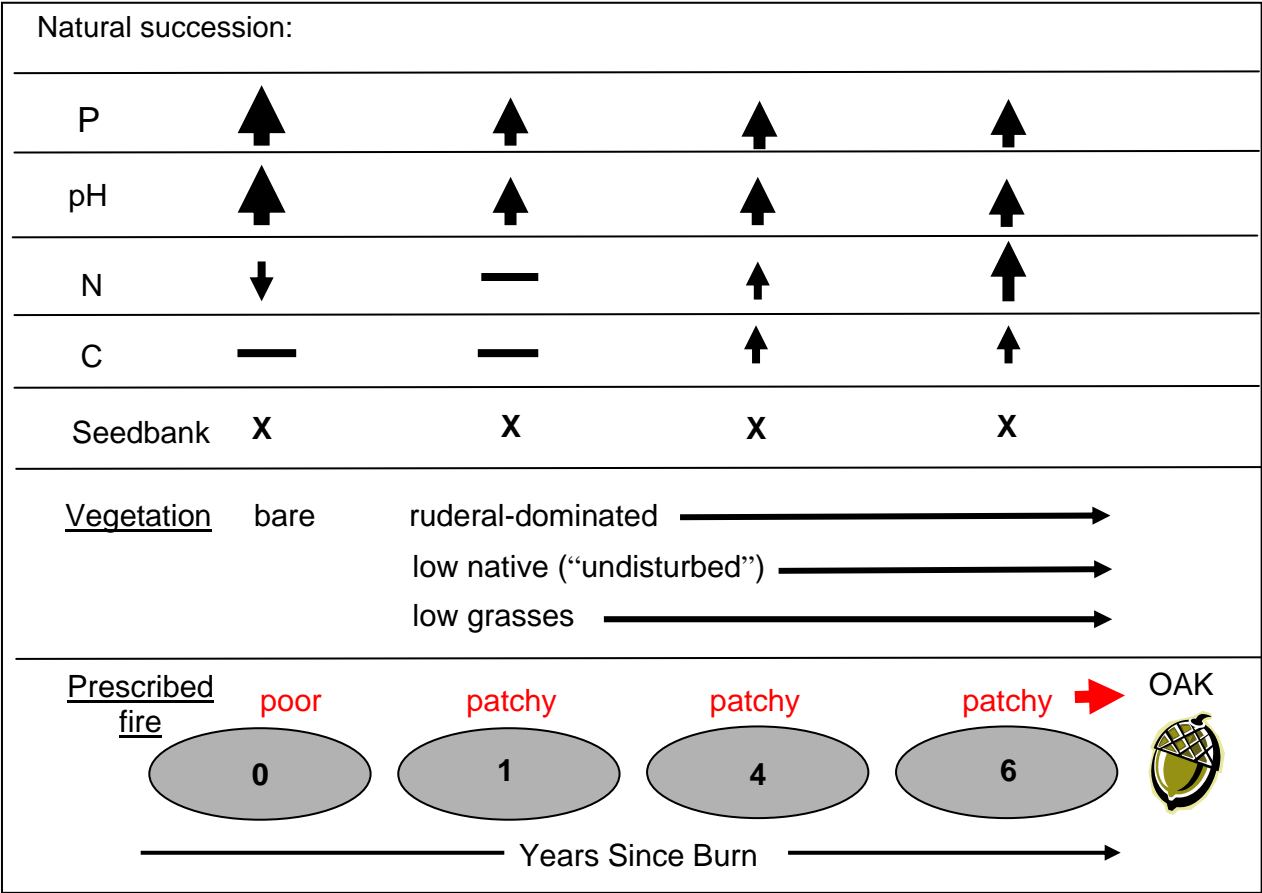 Natural succession:
P
pH
N
C
Seedbank X X X X
Vegetation bare ruderal-dominated
low native (“undisturbed”)
low grasses
Prescribed
fire
poor patchy patchy patchy OAK
0 1 4 6
Years Since Burn